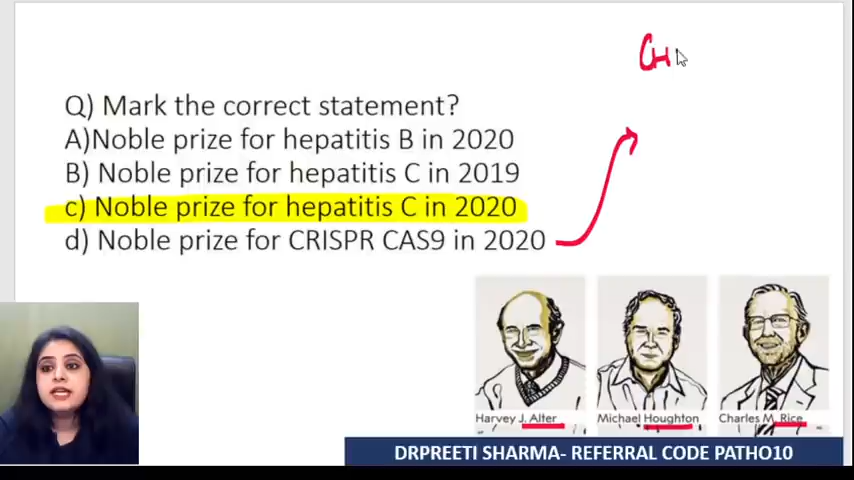 CH
Q) Mark the correct statement?
A)Noble prize for hepatitis B in 2020
B) Noble prize for hepatitis C in 2019
c) Noble prize for hepatitis C in 2020
d) Noble prize for CRISPR CAS9 in 2020
Harvey J. Alter
Michael Houghton
Charles M. Rice
DRPREETI SHARMA- REFERRAL CODE PATHO10